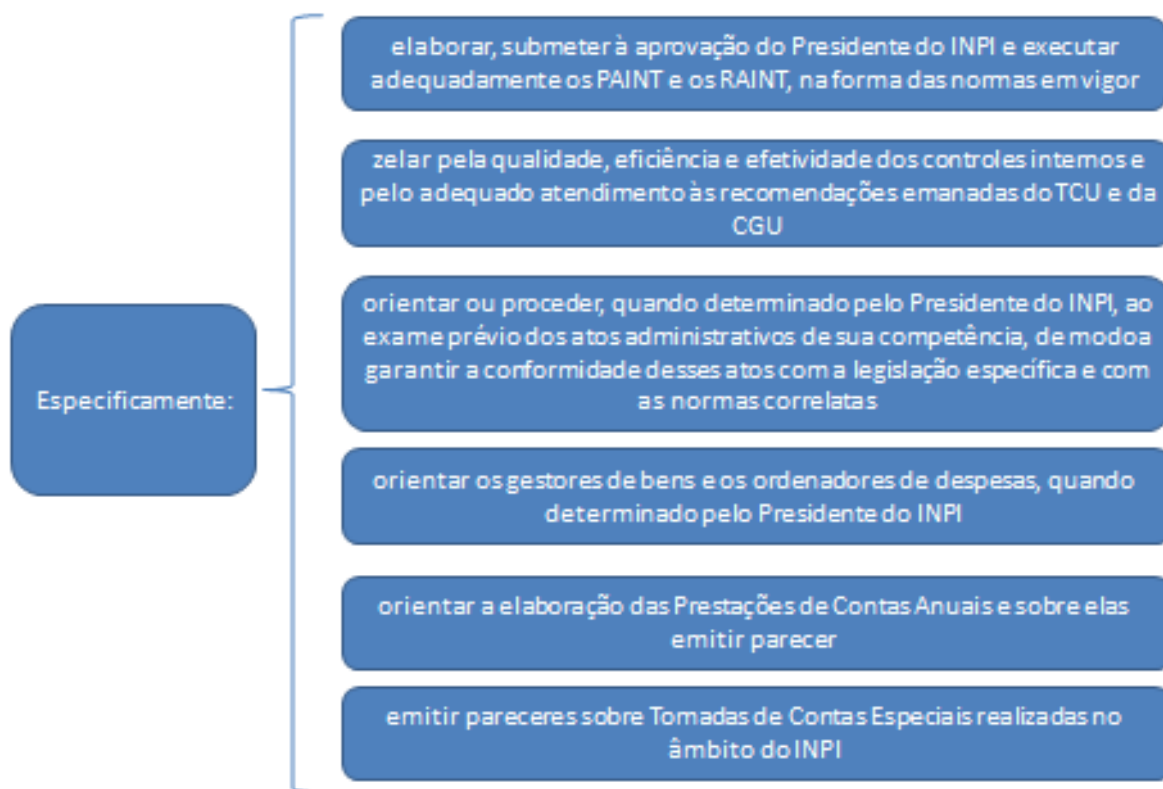 Especificamente:
elaborar, submeter à aprovação do Presidente do INPI e executar
adequadamente os PAINT e os RAINT, na forma das normas em vigor
zelar pela qualidade, eficiência e efetividade dos controles internos e
pelo adequado atendimento às recomendações emanadas do TCU e da
CGU
orientar ou proceder, quando determinado pelo Presidente do INPI, ao
exame prévio dos atos administrativos de sua competência, de modo a
garantir a conformidade desses atos com a legislação específica e com
as normas correlatas
orientar os gestores de bens e os ordenadores de despesas, quando
determinado pelo Presidente do INPI
orientar a elaboração das Prestações de Contas Anuais e sobre elas
emitir parecer
emitir pareceres sobre Tomadas de Contas Especiais realizadas no
âmbito do INPI